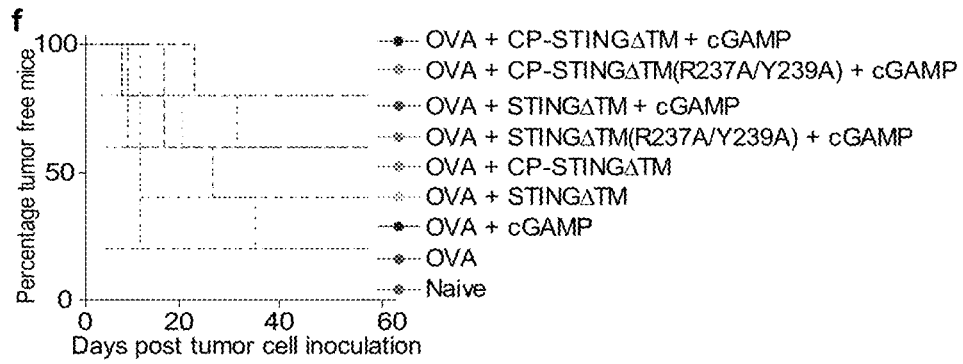 f
Percentage tumor free mice
100
50
0
0 20 40 60
Days post tumor cell inoculation
OVA + CP-STINGΔTM + cGAMP
OVA + CP-STINGΔTM(R237A/Y239A) + cGAMP
OVA + STINGΔTM + cGAMP
OVA + STINGΔTM(R237A/Y239A) + cGAMP
OVA + CP-STINGΔTM
OVA + STINGΔTM
OVA + cGAMP
OVA
Naive